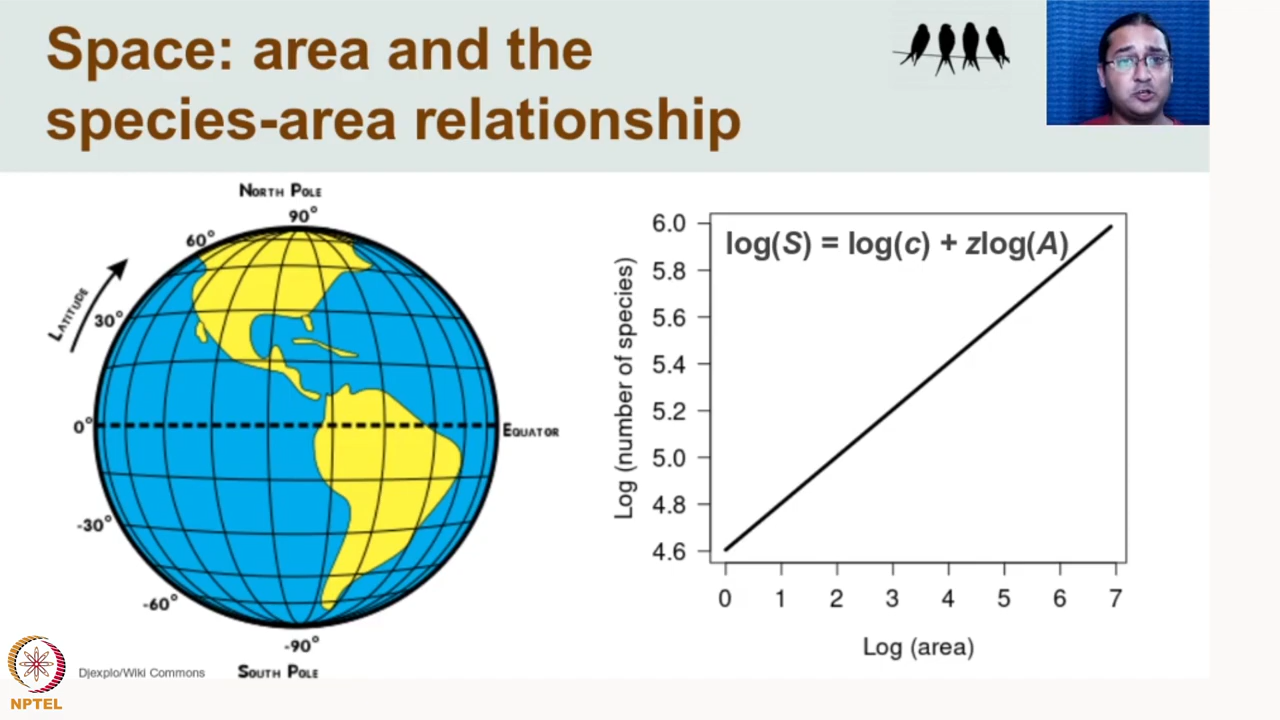 Space: area and the
species-area relationship
North Pole
90°
60°
Latitude
30°
0°
Equator
-30°
-60°
-90°
South Pole
Djexplo/Wiki Commons
NPTEL
log(S) = log(c) + zlog(A)
Log (number of species)
6.0
5.8
5.6
5.4
5.2
5.0
4.8
4.6
0 1 2 3 4 5 6 7
Log (area)